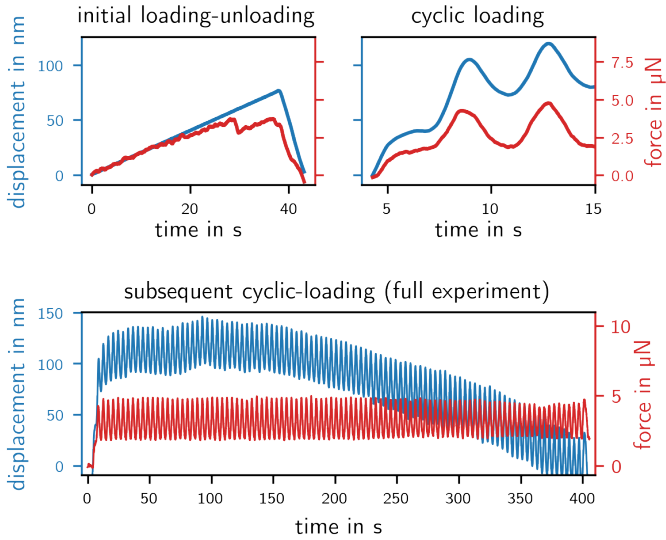 initial loading-unloading
cyclic loading
displacement in nm
100
50
0
0
20
40
time in s
7.5
5.0
2.5
0.0
force in µN
5
10
15
time in s
subsequent cyclic-loading (full experiment)
displacement in nm
150
100
50
0
10
5
0
force in µN
0
50
100
150
200
250
300
350
400
time in s